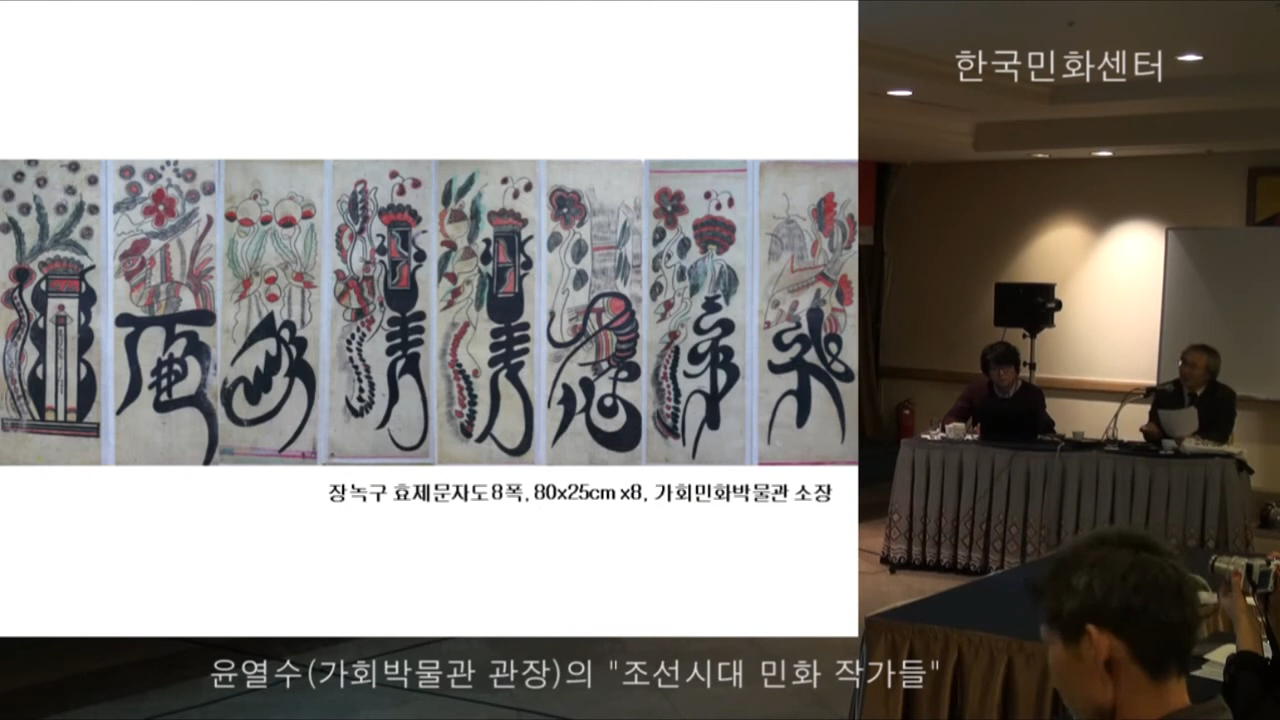 한국민화센터
장녹구 효제문자도8폭, 80x25cm x8, 가회민화박물관 소장
윤열수(가회박물관 관장)의 "조선시대 민화 작가들"